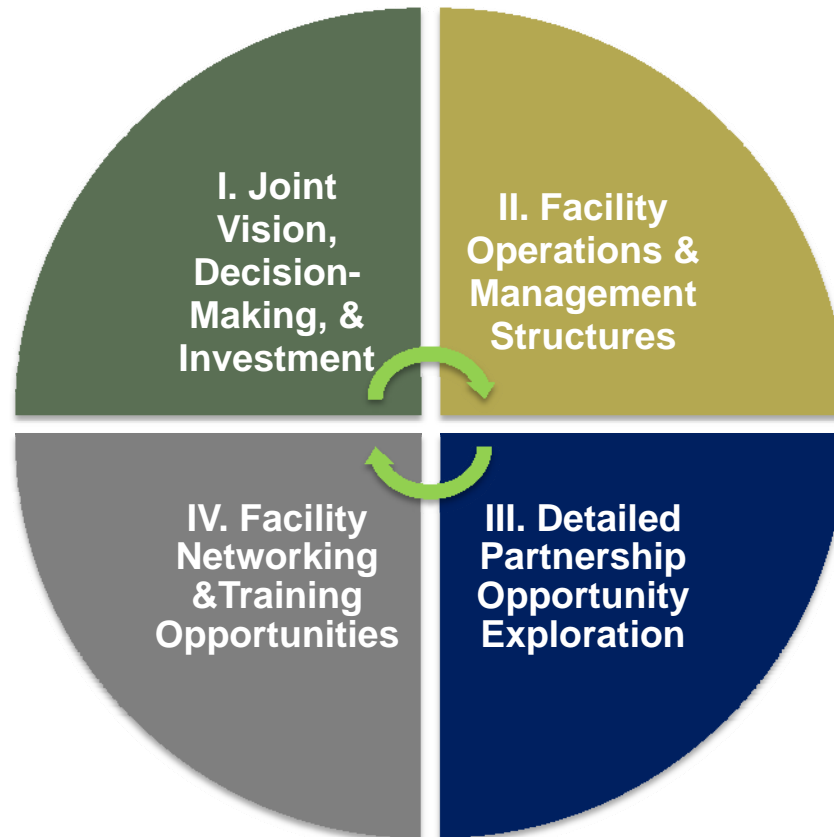 I. Joint
Vision,
Decision-
Making, &
Investment
II. Facility
Operations &
Management
Structures
IV. Facility
Networking
&Training
Opportunities
III. Detailed
Partnership
Opportunity
Exploration